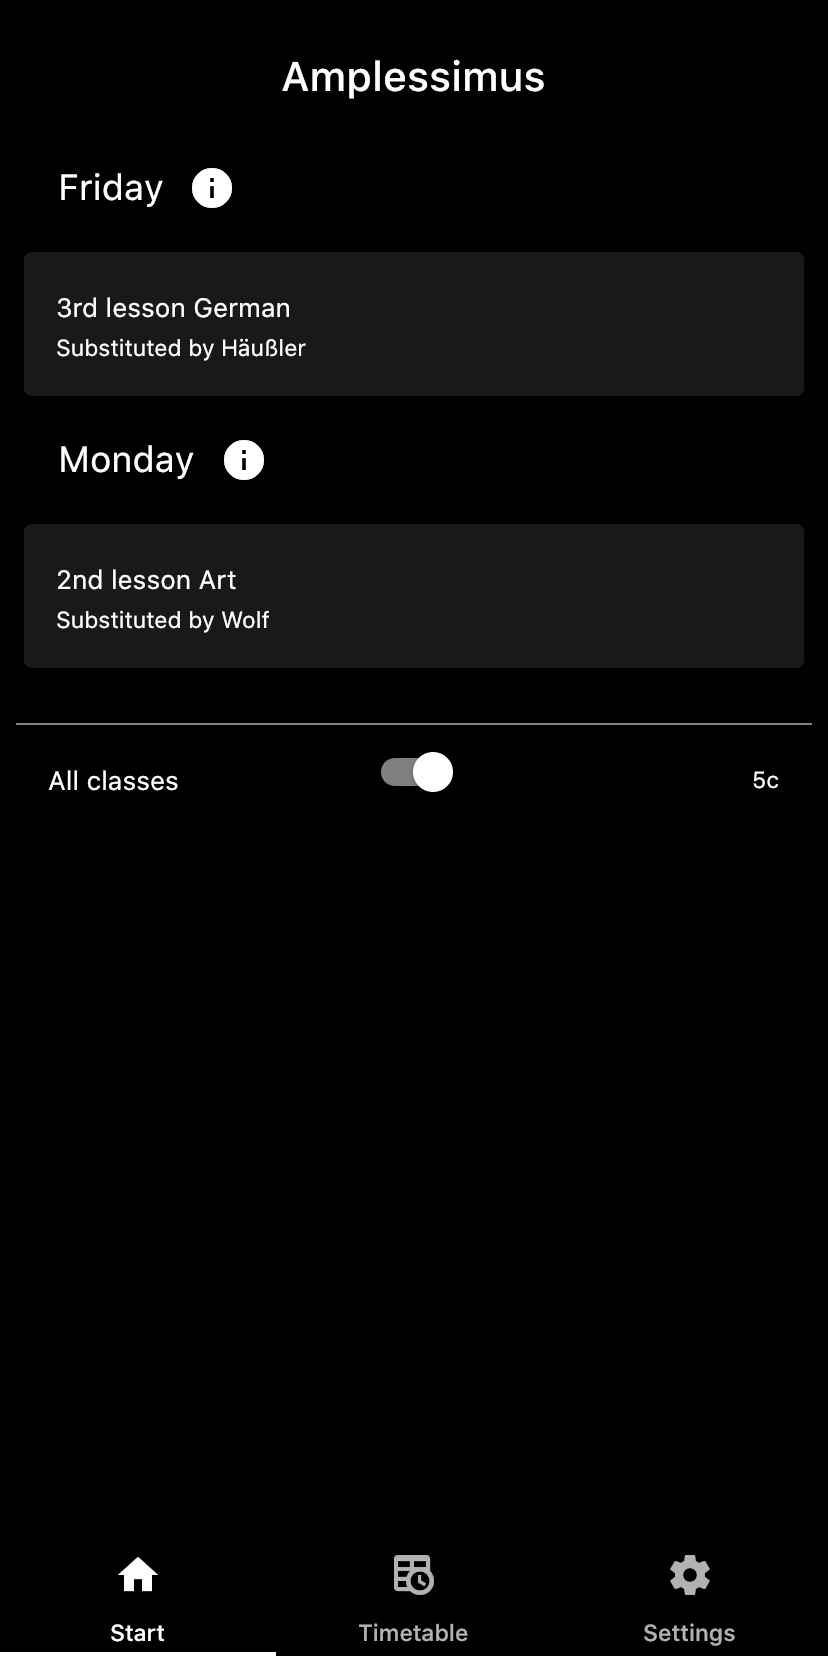 Amplessimus
Friday
3rd lesson German
Substituted by Häußler
Monday
2nd lesson Art
Substituted by Wolf
All classes
5c
Start
Timetable
Settings